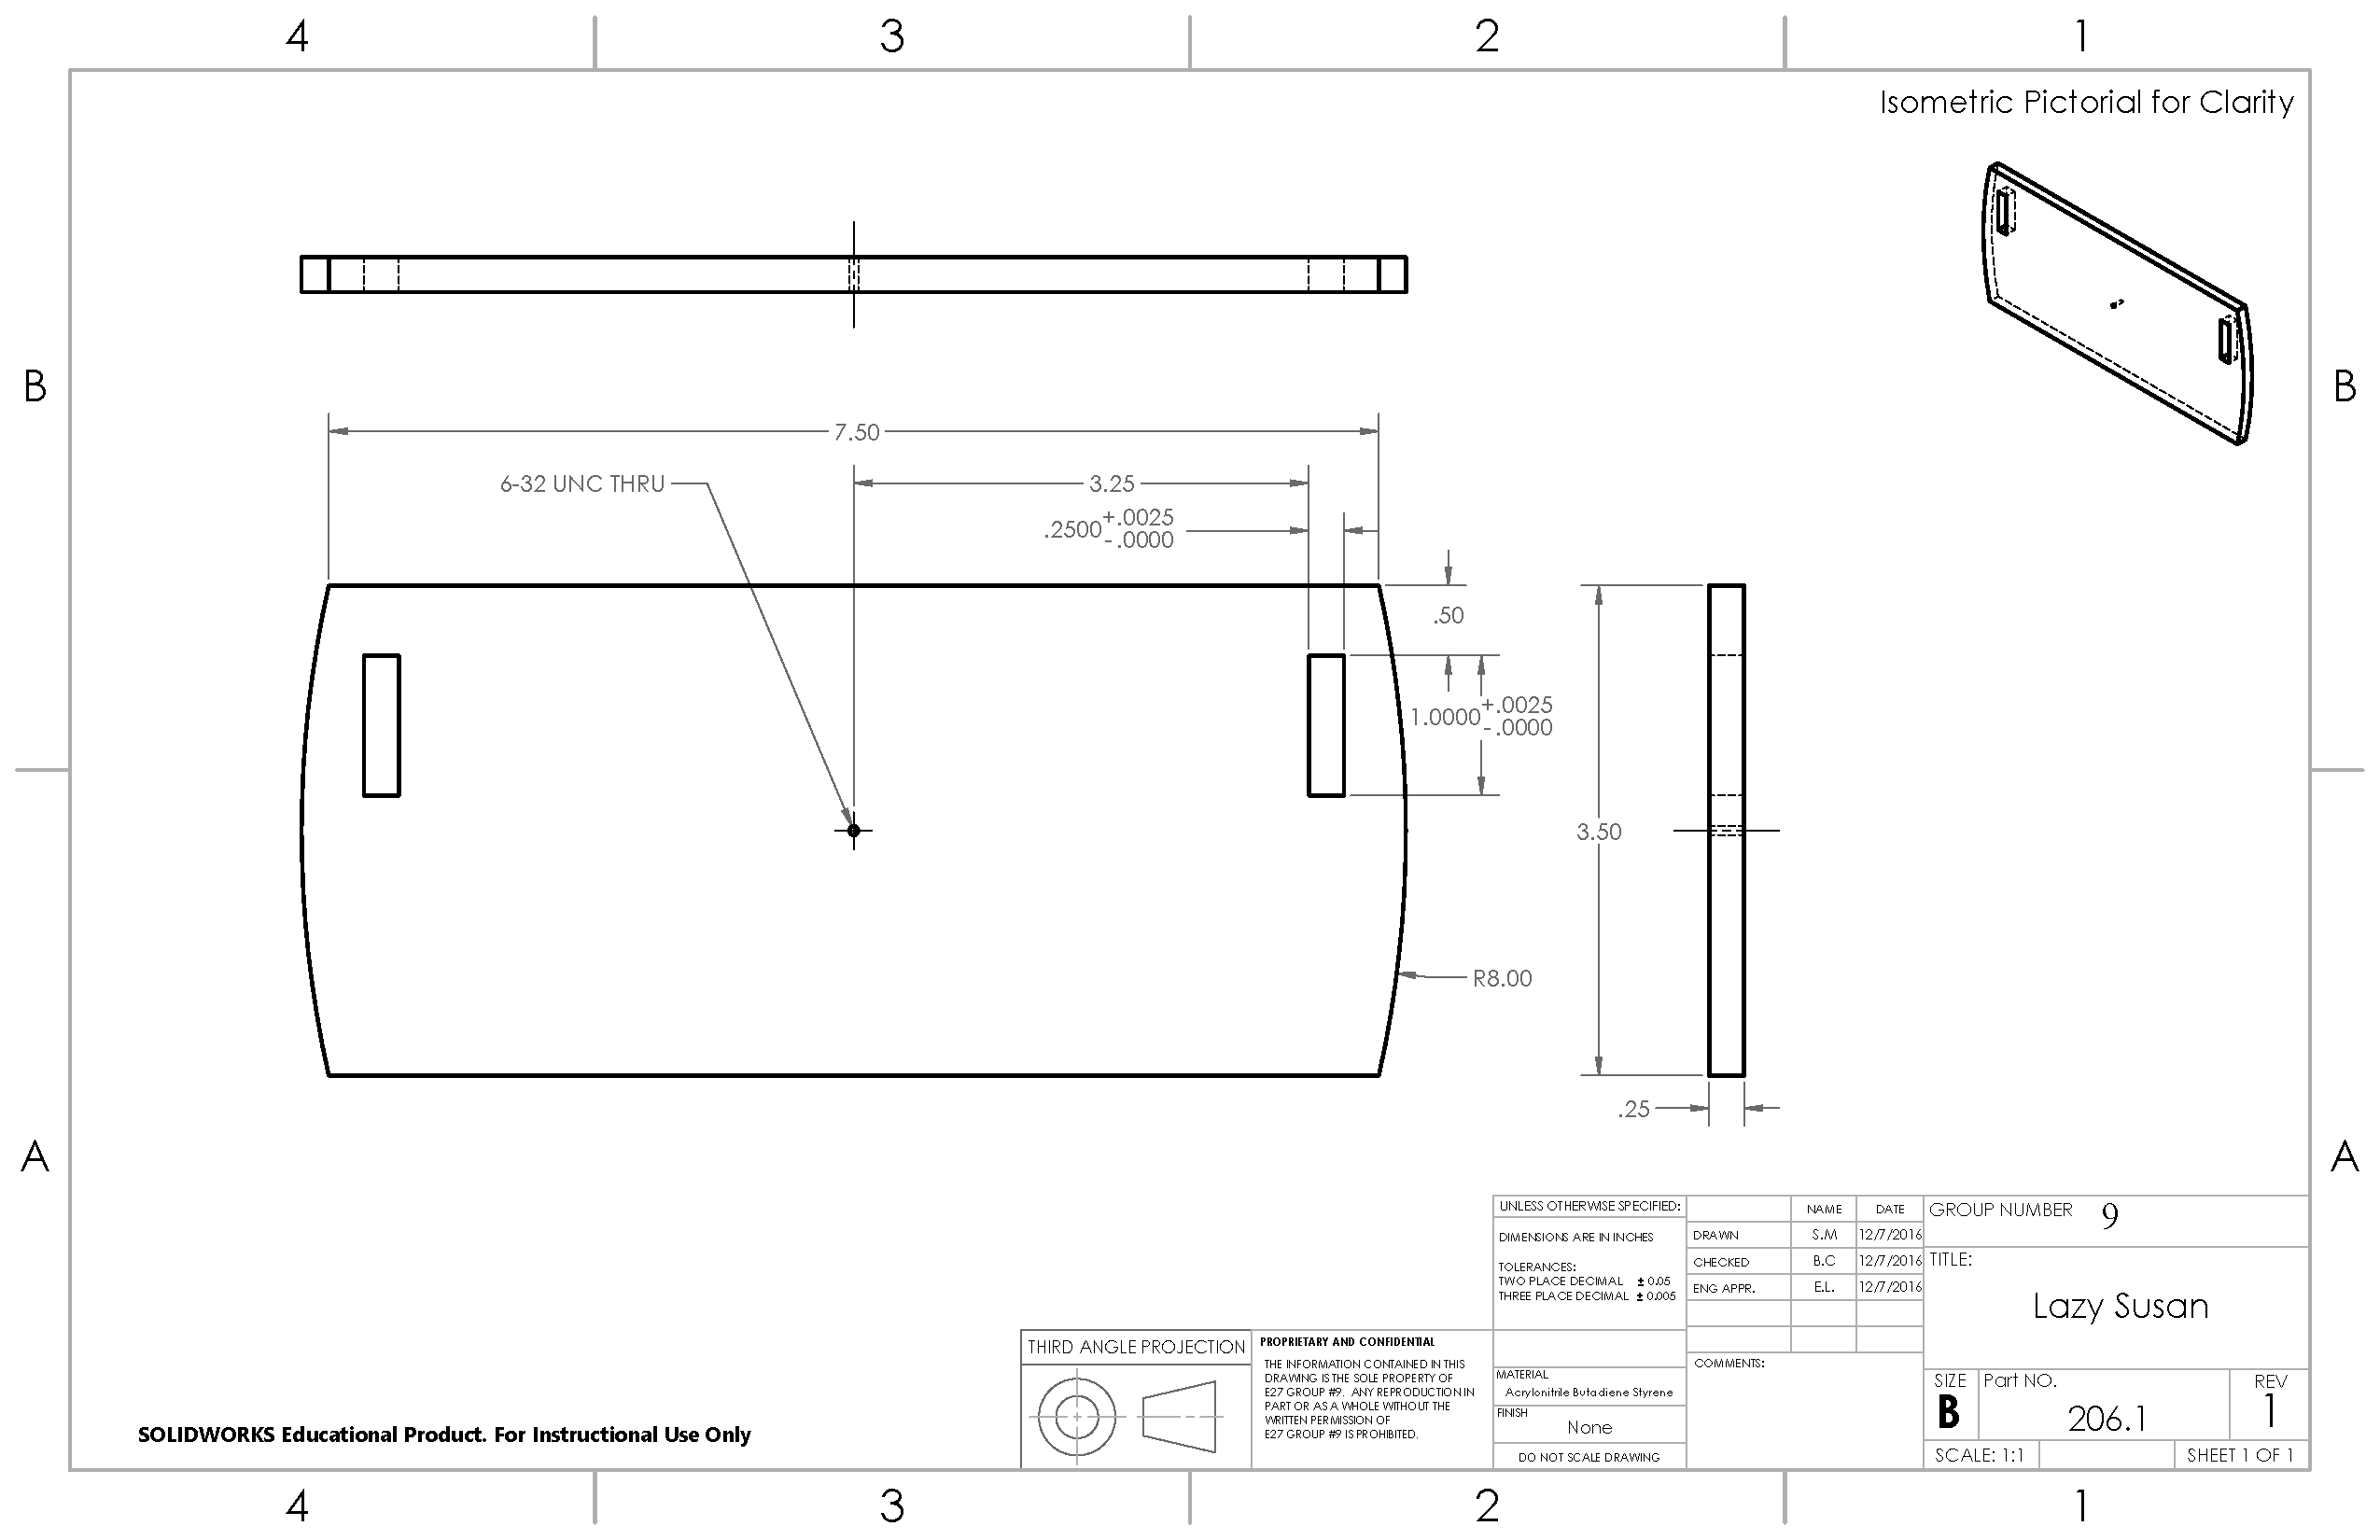 4 3 2 1
Isometric Pictorial for Clarity
B B
7.50
6-32 UNC THRU
3.25
.2500 +.0025
- .0000
.50
1.0000 +.0025
- .0000
3.50
R8.00
.25
A A
UNLESS OTHERWISE SPECIFIED:
DIMENSIONS ARE IN INCHES
TOLERANCES:
TWO PLACE DECIMAL ± 0.05
THREE PLACE DECIMAL ± 0.005
NAME DATE
DRAWN S.M 12/7/2016
CHECKED B.C 12/7/2016
ENG APPR. E.L. 12/7/2016
COMMENTS:
GROUP NUMBER 9
TITLE:
Lazy Susan
THIRD ANGLE PROJECTION
PROPRIETARY AND CONFIDENTIAL
THE INFORMATION CONTAINED IN THIS
DRAWING IS THE SOLE PROPERTY OF
E27 GROUP #9. ANY REPRODUCTION IN
PART OR AS A WHOLE WITHOUT THE
WRITTEN PERMISSION OF
E27 GROUP #9 IS PROHIBITED.
MATERIAL
Acrylonitrile Butadiene Styrene
FINISH
None
DO NOT SCALE DRAWING
SIZE Part NO. REV
B 206.1 1
SCALE: 1:1 SHEET 1 OF 1
SOLIDWORKS Educational Product. For Instructional Use Only
4 3 2 1